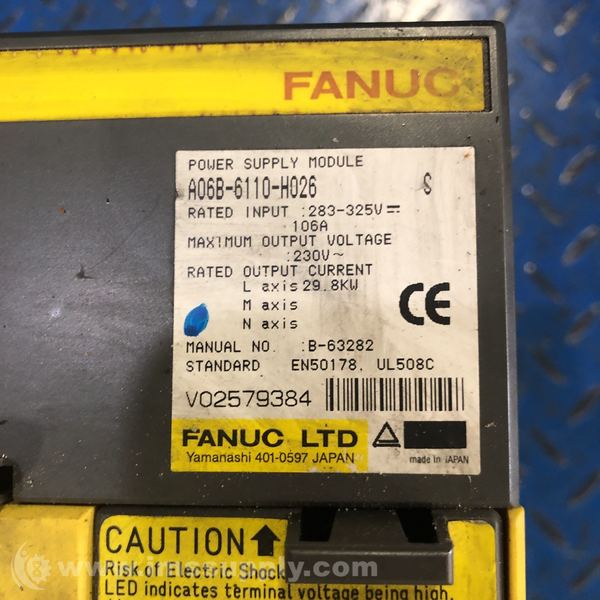 FANUC
POWER SUPPLY MODULE
A06B-6110-H026 S
RATED INPUT :283-325V⎓
106A
MAXIMUM OUTPUT VOLTAGE
:230V~
RATED OUTPUT CURRENT
L axis 29.8KW
M axis
N axis
CE
MANUAL NO. :B-63282
STANDARD EN50178, UL508C
V02579384
FANUC LTD
Yamanashi 401-0597 JAPAN
made in JAPAN
CAUTION
Risk of Electric Shock
LED indicates terminal voltage being high.